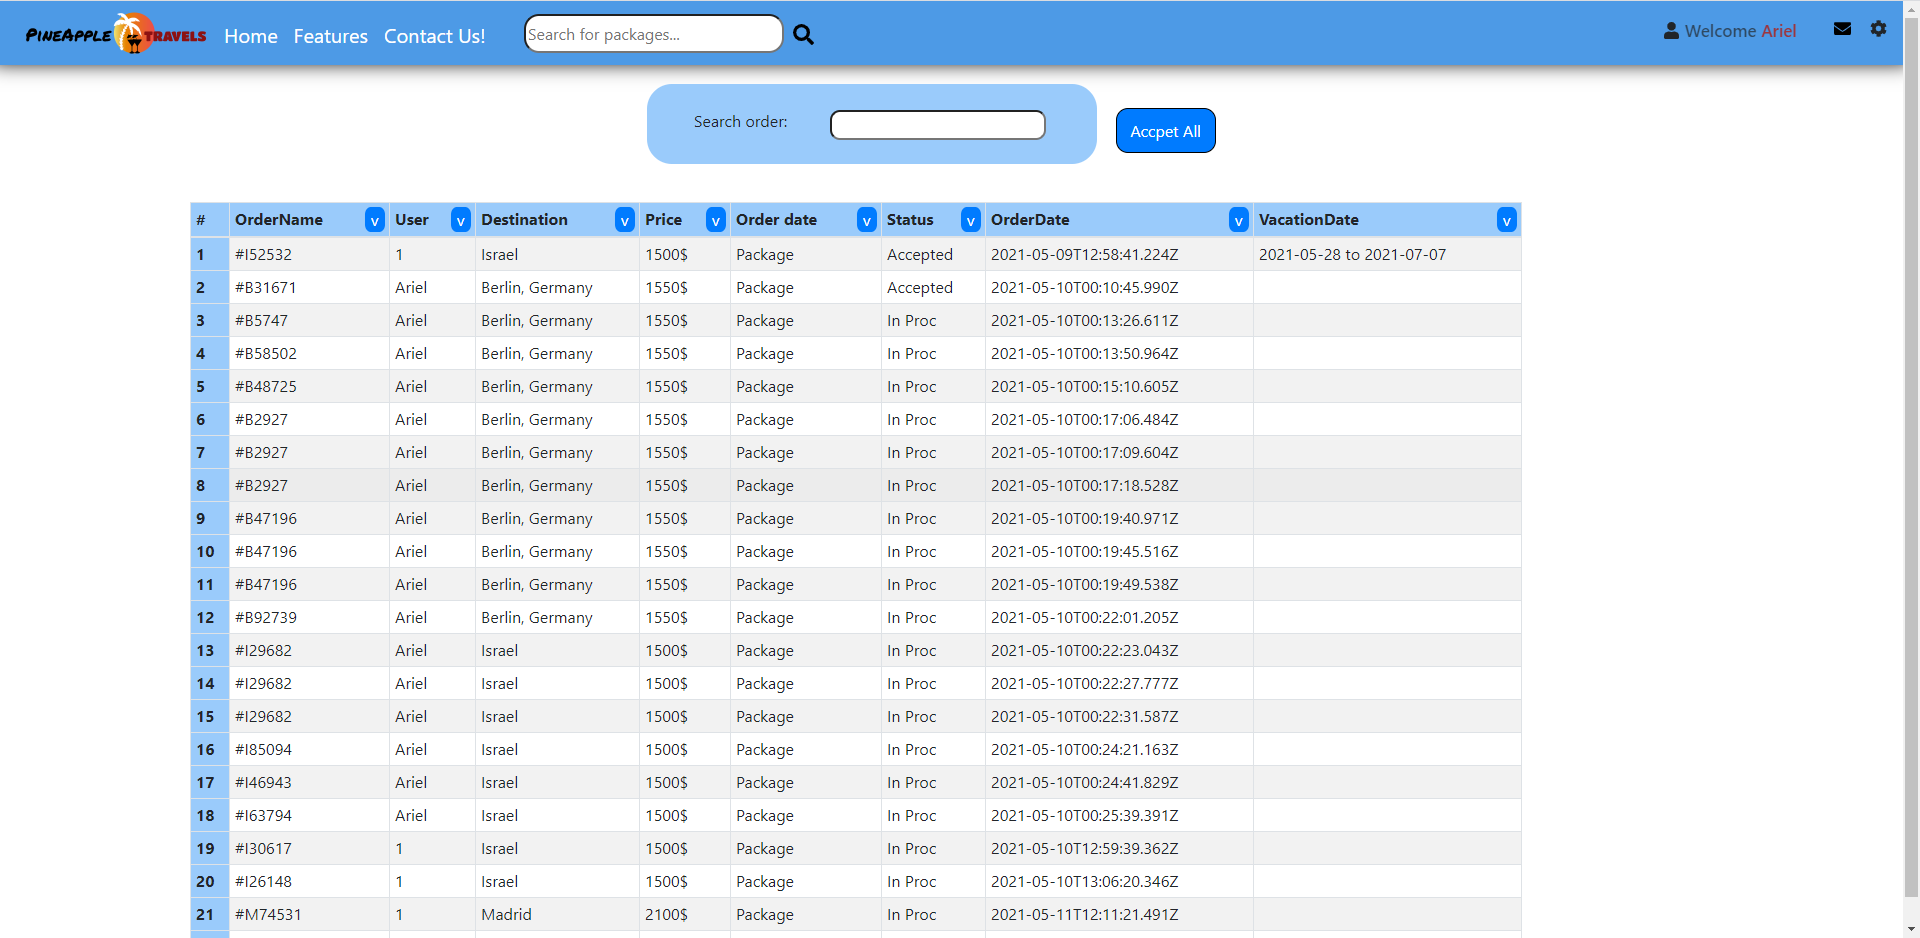 PineApple TRAVELS Home Features Contact Us! Search for packages... Welcome Ariel
Search order: Accpet All
# OrderName v User v Destination v Price v Order date v Status v OrderDate v VacationDate v
1 #I52532 1 Israel 1500$ Package Accepted 2021-05-09T12:58:41.224Z 2021-05-28 to 2021-07-07
2 #B31671 Ariel Berlin, Germany 1550$ Package Accepted 2021-05-10T00:10:45.990Z
3 #B5747 Ariel Berlin, Germany 1550$ Package In Proc 2021-05-10T00:13:26.611Z
4 #B58502 Ariel Berlin, Germany 1550$ Package In Proc 2021-05-10T00:13:50.964Z
5 #B48725 Ariel Berlin, Germany 1550$ Package In Proc 2021-05-10T00:15:10.605Z
6 #B2927 Ariel Berlin, Germany 1550$ Package In Proc 2021-05-10T00:17:06.484Z
7 #B2927 Ariel Berlin, Germany 1550$ Package In Proc 2021-05-10T00:17:09.604Z
8 #B2927 Ariel Berlin, Germany 1550$ Package In Proc 2021-05-10T00:17:18.528Z
9 #B47196 Ariel Berlin, Germany 1550$ Package In Proc 2021-05-10T00:19:40.971Z
10 #B47196 Ariel Berlin, Germany 1550$ Package In Proc 2021-05-10T00:19:45.516Z
11 #B47196 Ariel Berlin, Germany 1550$ Package In Proc 2021-05-10T00:19:49.538Z
12 #B92739 Ariel Berlin, Germany 1550$ Package In Proc 2021-05-10T00:22:01.205Z
13 #I29682 Ariel Israel 1500$ Package In Proc 2021-05-10T00:22:23.043Z
14 #I29682 Ariel Israel 1500$ Package In Proc 2021-05-10T00:22:27.777Z
15 #I29682 Ariel Israel 1500$ Package In Proc 2021-05-10T00:22:31.587Z
16 #I85094 Ariel Israel 1500$ Package In Proc 2021-05-10T00:24:21.163Z
17 #I46943 Ariel Israel 1500$ Package In Proc 2021-05-10T00:24:41.829Z
18 #I63794 Ariel Israel 1500$ Package In Proc 2021-05-10T00:25:39.391Z
19 #I30617 1 Israel 1500$ Package In Proc 2021-05-10T12:59:39.362Z
20 #I26148 1 Israel 1500$ Package In Proc 2021-05-10T13:06:20.346Z
21 #M74531 1 Madrid 2100$ Package In Proc 2021-05-11T12:11:21.491Z